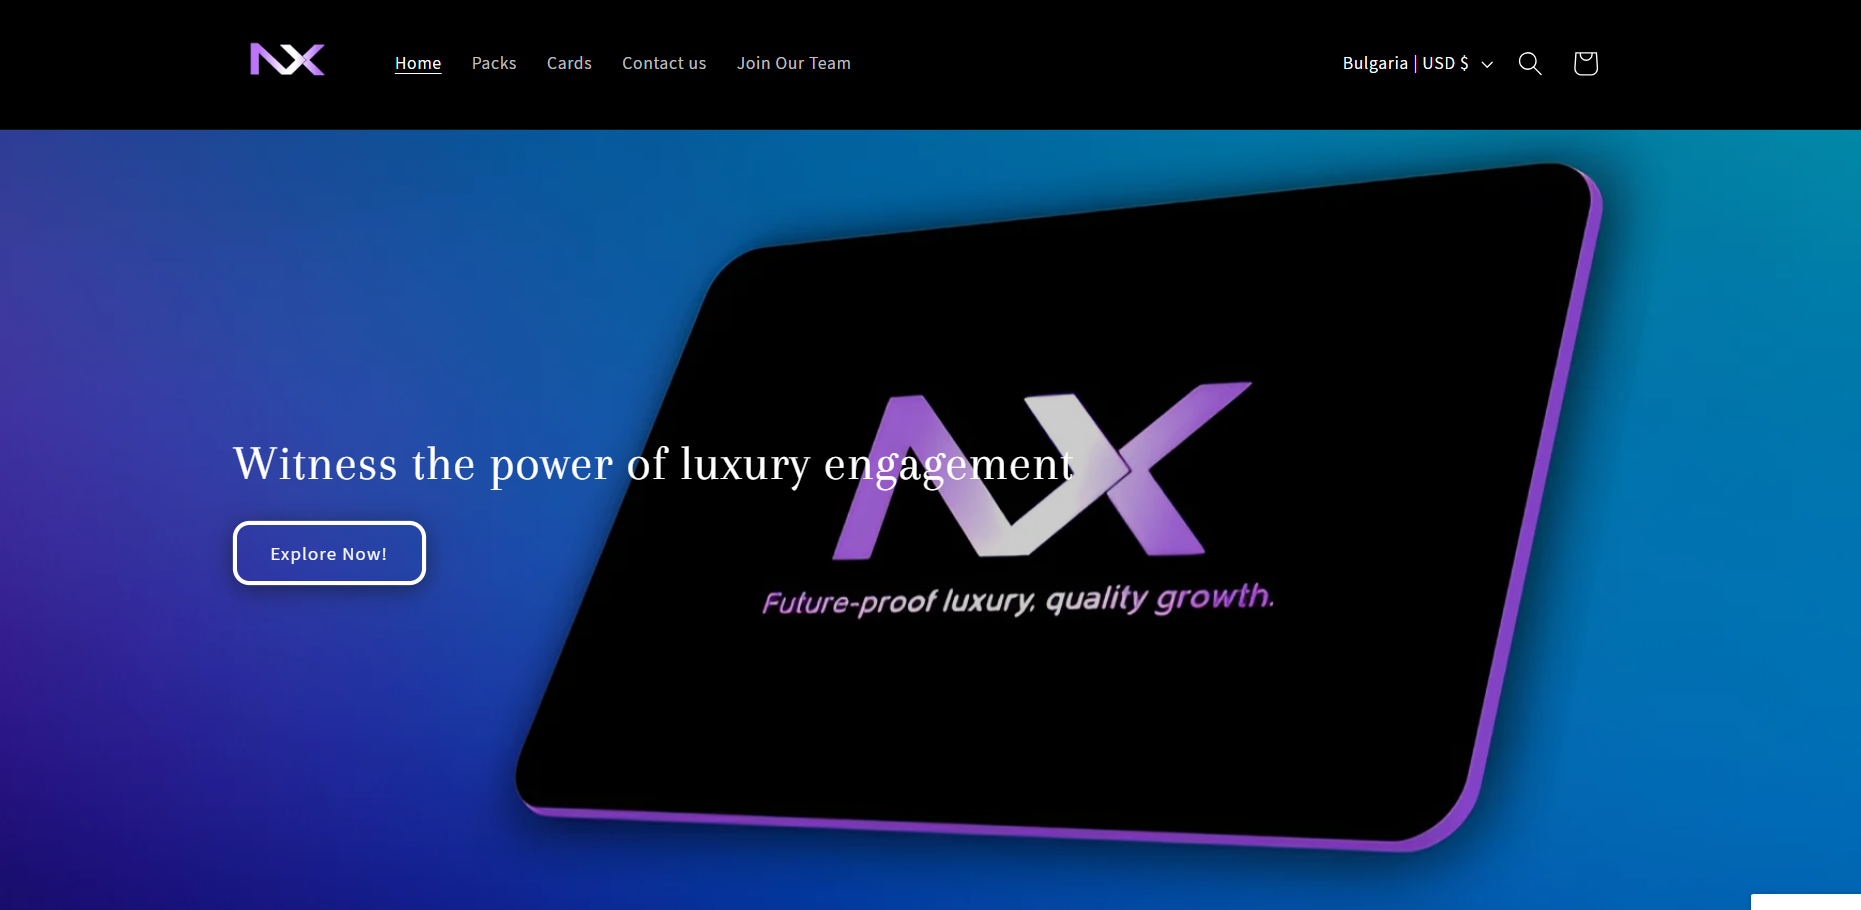 NX
Home Packs Cards Contact us Join Our Team
Bulgaria | USD $
Witness the power of luxury engagement
Explore Now!
NX
Future-proof luxury, quality growth.